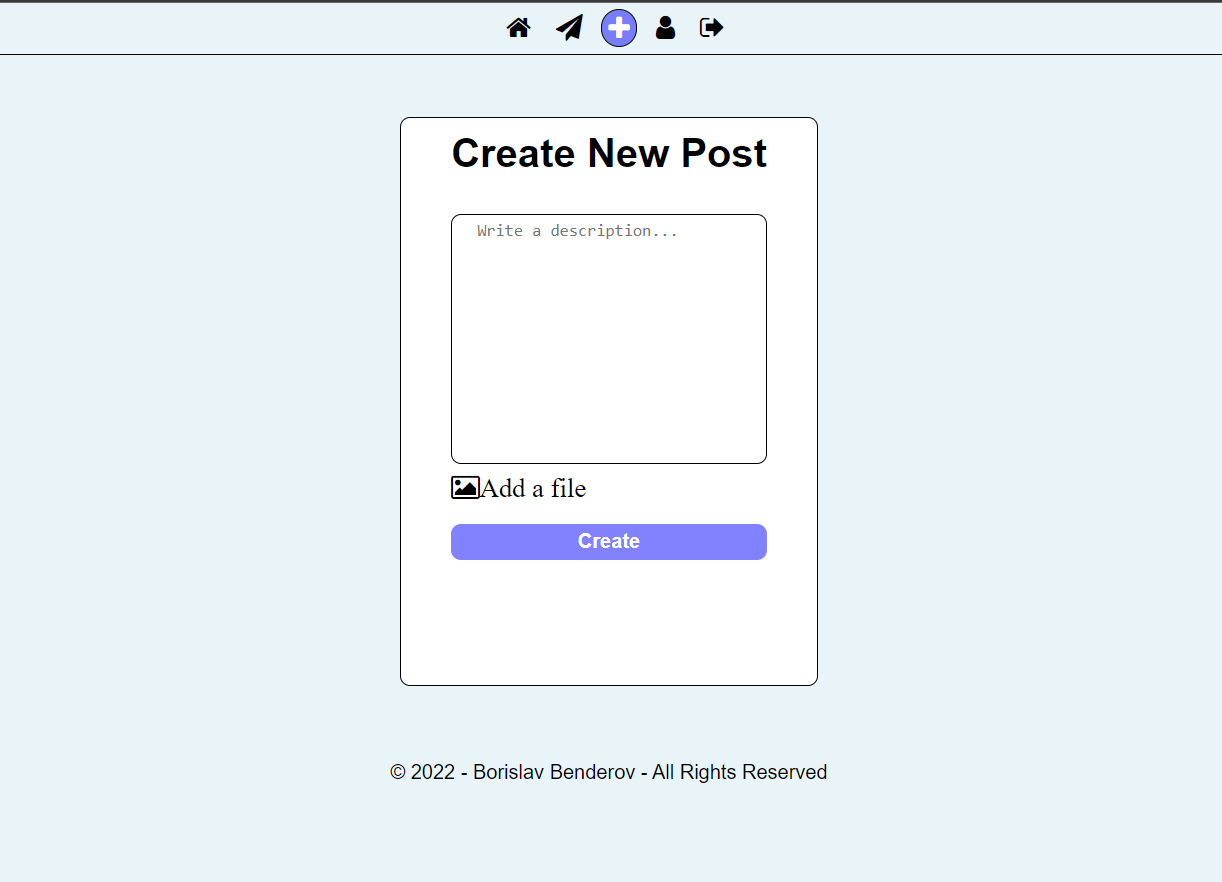 Create New Post
Write a description...
Add a file
Create
© 2022 - Borislav Benderov - All Rights Reserved